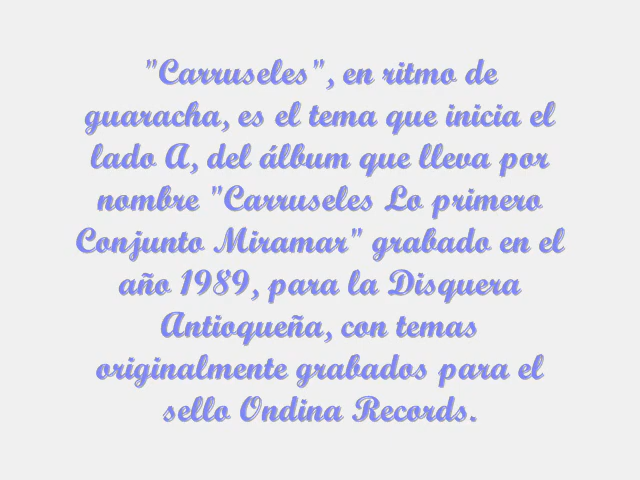 "Carruseles", en ritmo de
guaracha, es el tema que inicia el
lado A, del álbum que lleva por
nombre "Carruseles Lo primero
Conjunto Miramar" grabado en el
año 1989, para la Disquera
Antioqueña, con temas
originalmente grabados para el
sello Ondina Records.